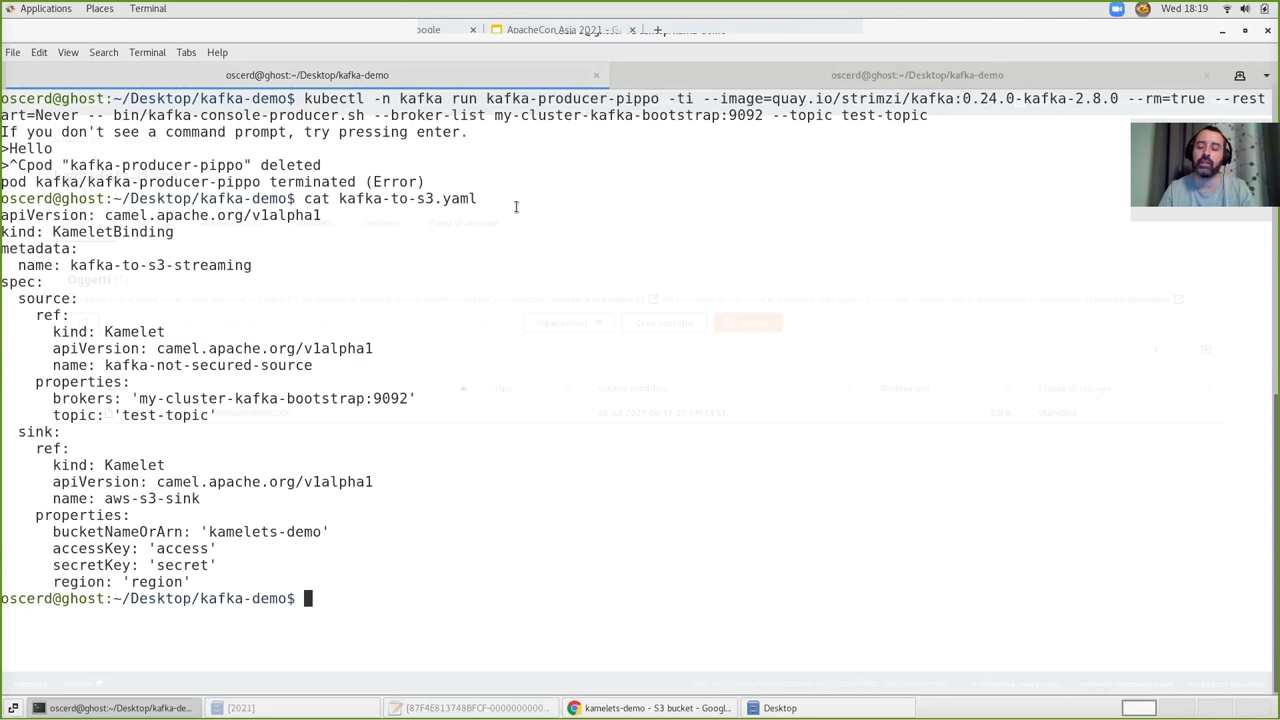 Applications Places Terminal Wed 18:19
ogle × ApacheCon Asia 2021 - G × +
File Edit View Search Terminal Tabs Help
oscerd@ghost:~/Desktop/kafka-demo × oscerd@ghost:~/Desktop/kafka-demo ×
oscerd@ghost:~/Desktop/kafka-demo$ kubectl -n kafka run kafka-producer-pippo -ti --image=quay.io/strimzi/kafka:0.24.0-kafka-2.8.0 --rm=true --rest
art=Never -- bin/kafka-console-producer.sh --broker-list my-cluster-kafka-bootstrap:9092 --topic test-topic
If you don't see a command prompt, try pressing enter.
>Hello
>^Cpod "kafka-producer-pippo" deleted
pod kafka/kafka-producer-pippo terminated (Error)
oscerd@ghost:~/Desktop/kafka-demo$ cat kafka-to-s3.yaml
apiVersion: camel.apache.org/v1alpha1
kind: KameletBinding
metadata:
  name: kafka-to-s3-streaming
Oggetti
spec:
  source:
    ref:
      kind: Kamelet
Operazioni Crea cartella
      apiVersion: camel.apache.org/v1alpha1
      name: kafka-not-secured-source
    properties:
      brokers: 'my-cluster-kafka-bootstrap:9092'
      topic: 'test-topic'
Standard
  sink:
    ref:
      kind: Kamelet
      apiVersion: camel.apache.org/v1alpha1
      name: aws-s3-sink
    properties:
      bucketNameOrArn: 'kamelets-demo'
      accessKey: 'access'
      secretKey: 'secret'
      region: 'region'
oscerd@ghost:~/Desktop/kafka-demo$
oscerd@ghost:~/Desktop/kafka-de... [2021] [87F4E813748BFCF-0000000000... kamelets-demo - S3 bucket - Googl... Desktop